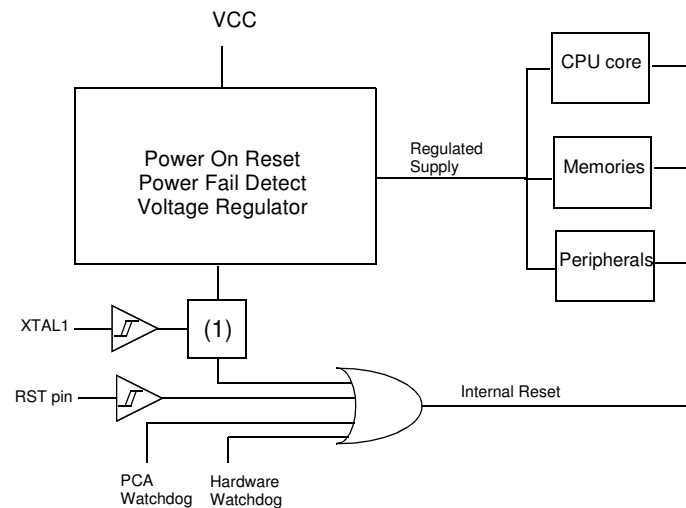 VCC
CPU core
Power On Reset
Power Fail Detect
Voltage Regulator
Regulated
Supply
Memories
Peripherals
XTAL1
(1)
RST pin
Internal Reset
PCA
Watchdog
Hardware
Watchdog